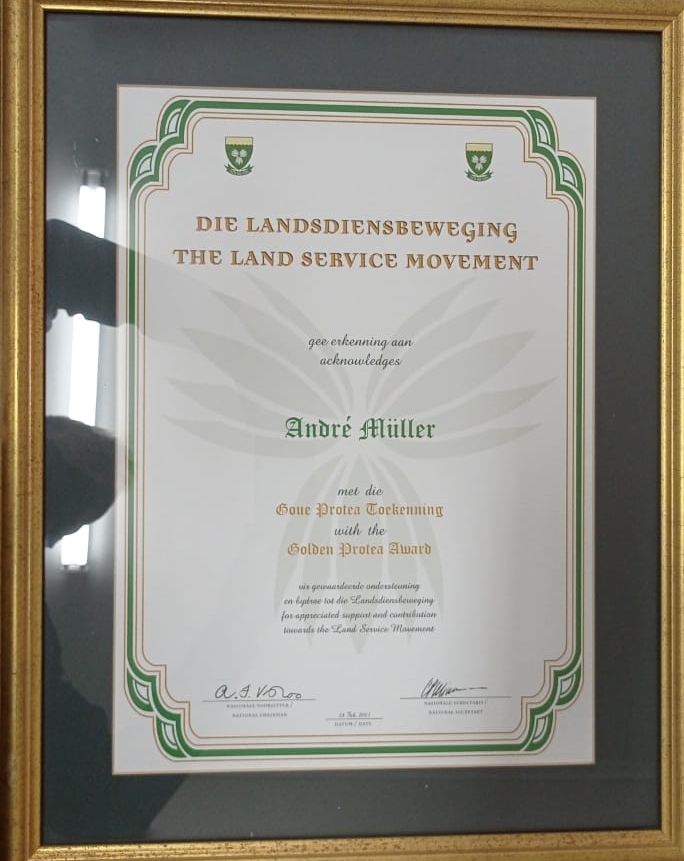 DIE LANDSDIENSBEWEGING
THE LAND SERVICE MOVEMENT
gee erkenning aan
acknowledges
André Müller
met die
Goue Protea Toekenning
with the
Golden Protea Award
vir gewaardeerde ondersteuning
en bydrae tot die Landsdiensbeweging
for appreciated support and contribution
towards the Land Service Movement
NASIONALE VOORSITTER /
NATIONAL CHAIRMAN
NASIONALE SEKRETARIS /
NATIONAL SECRETARY
DATUM / DATE